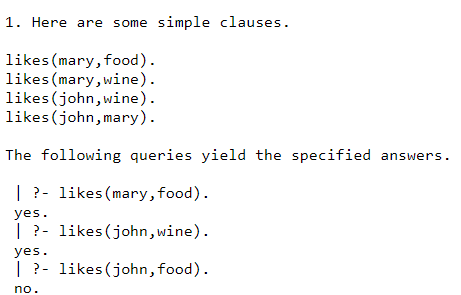 1. Here are some simple clauses.
likes(mary,food).
likes(mary,wine).
likes(john,wine).
likes(john,mary).
The following queries yield the specified answers.
| ?- likes(mary,food).
yes.
| ?- likes(john,wine).
yes.
| ?- likes(john,food).
no.